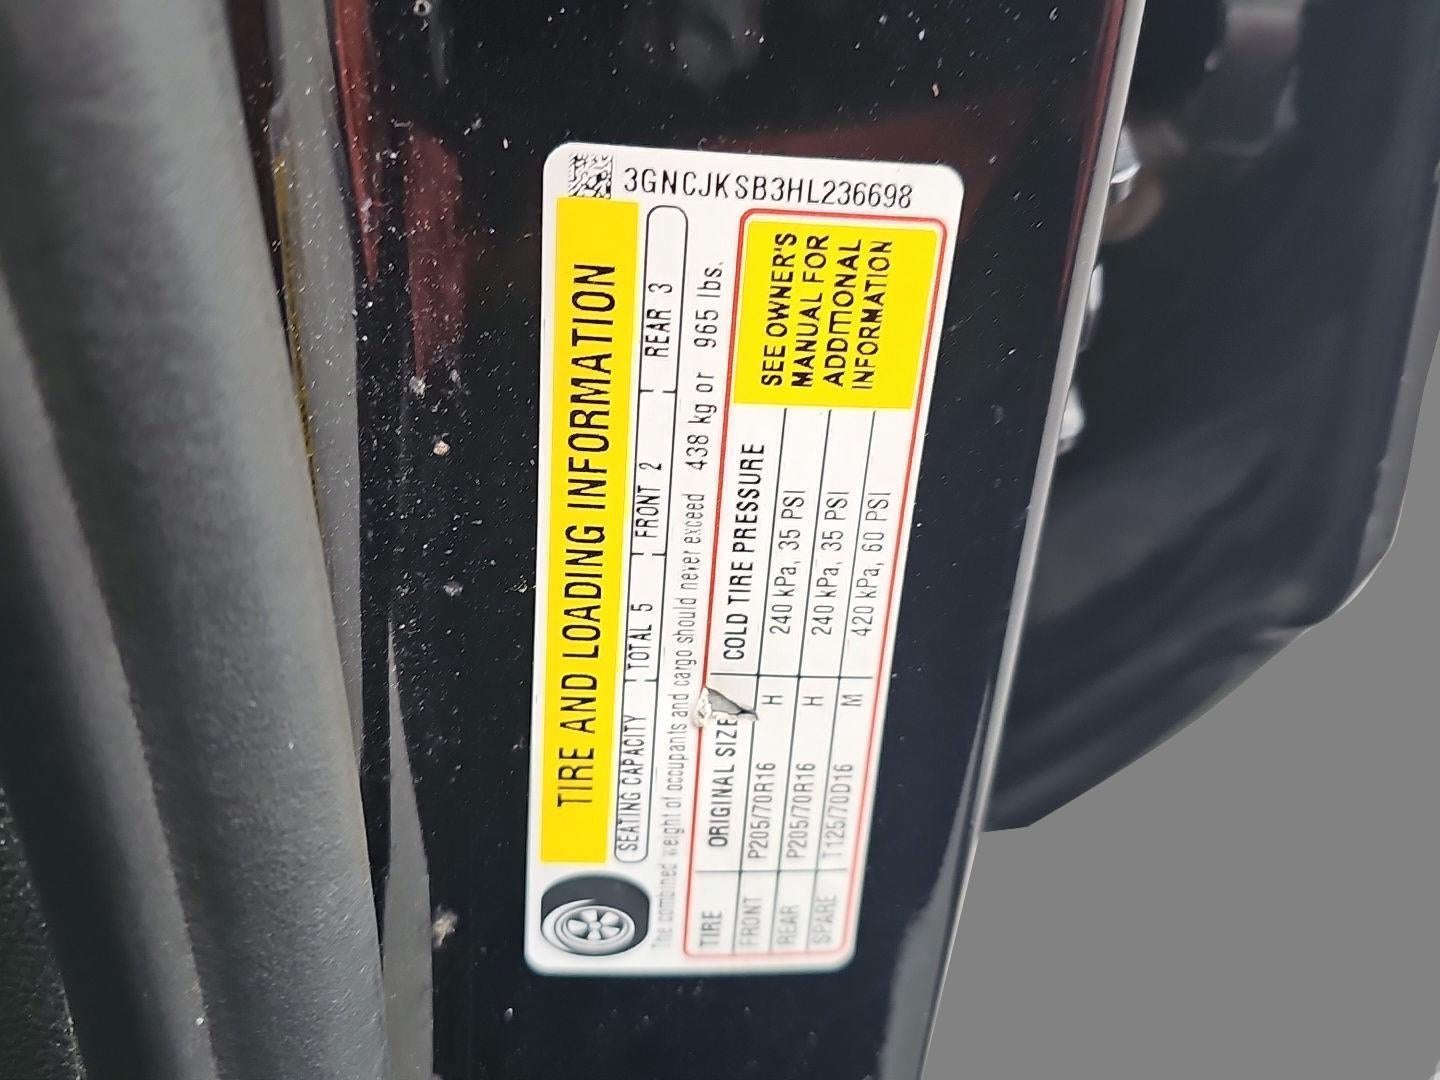 3GNCJKSB3HL236698
TIRE AND LOADING INFORMATION
SEATING CAPACITY TOTAL 5 FRONT 2 REAR 3
The combined weight of occupants and cargo should never exceed 438 kg or 965 lbs.
TIRE ORIGINAL SIZE COLD TIRE PRESSURE
FRONT P205/70R16 H 240 kPa, 35 PSI
REAR P205/70R16 H 240 kPa, 35 PSI
SPARE T125/70D16 M 420 kPa, 60 PSI
SEE OWNER'S
MANUAL FOR
ADDITIONAL
INFORMATION